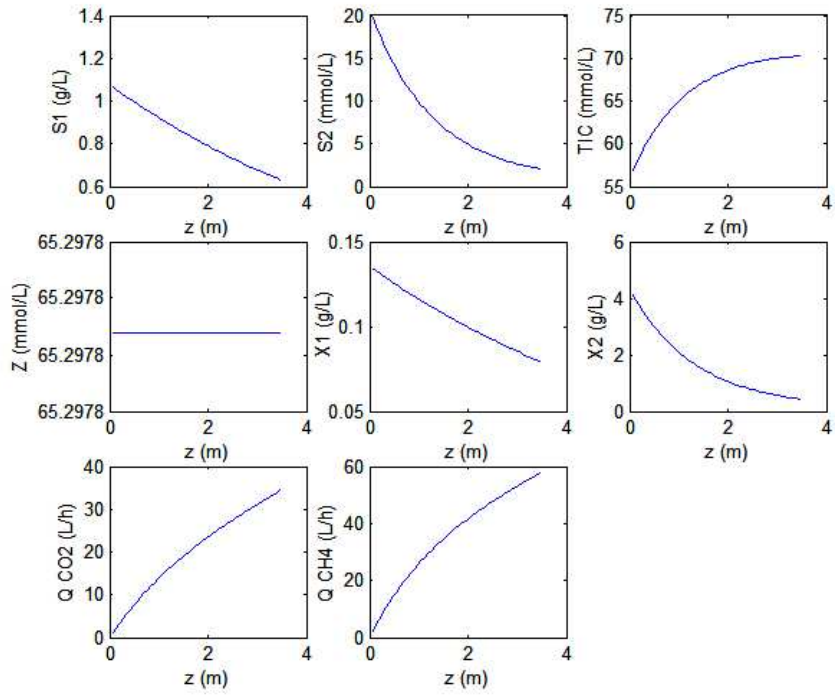 1.4
1.2
1
0.8
0.6
S1 (g/L)
0 2 4
z (m)
20
15
10
5
0
S2 (mmol/L)
0 2 4
z (m)
75
70
65
60
55
TIC (mmol/L)
0 2 4
z (m)
65.2978
65.2978
65.2978
65.2978
Z (mmol/L)
0 2 4
z (m)
0.15
0.1
0.05
X1 (g/L)
0 2 4
z (m)
6
4
2
0
X2 (g/L)
0 2 4
z (m)
40
30
20
10
0
Q CO2 (L/h)
0 2 4
z (m)
60
40
20
0
Q CH4 (L/h)
0 2 4
z (m)